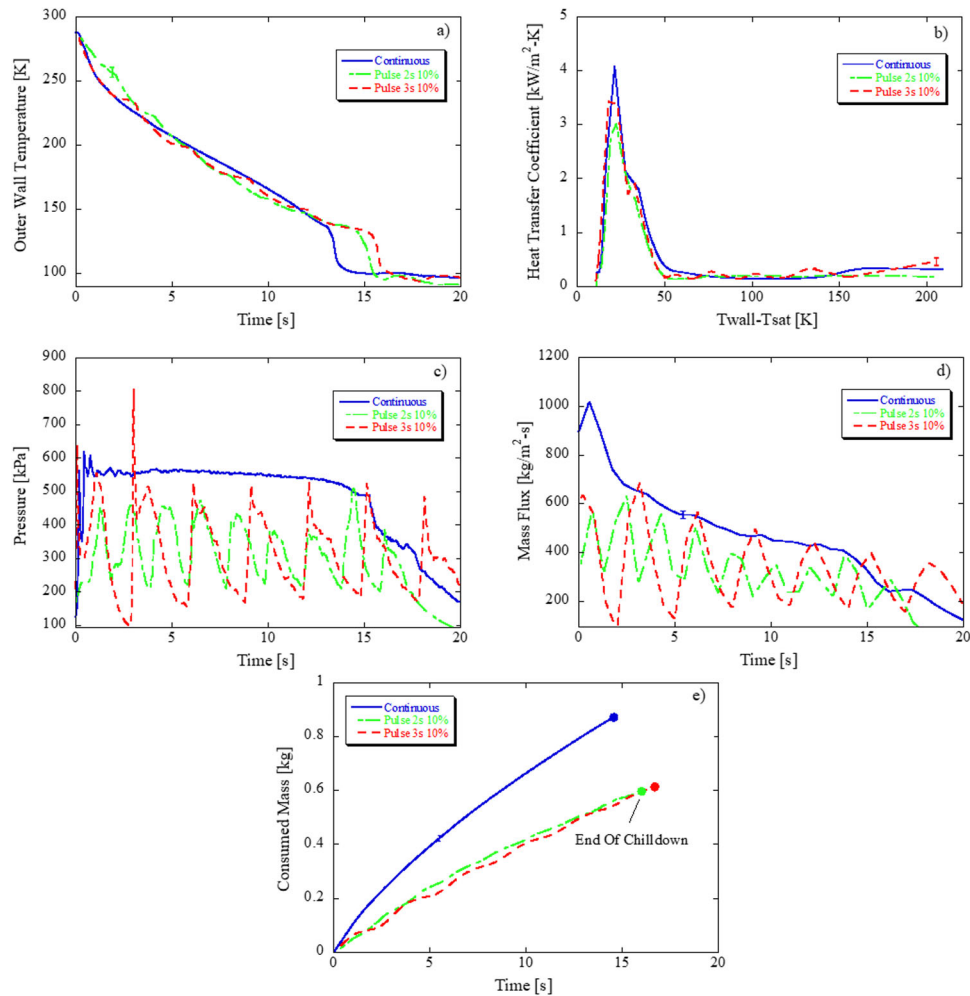 a)
Continuous
Pulse 2s 10%
Pulse 3s 10%
Outer Wall Temperature [K]
300
250
200
150
100
0 5 10 15 20
Time [s]
b)
Continuous
Pulse 2s 10%
Pulse 3s 10%
Heat Transfer Coefficient [kW/m²-K]
5
4
3
2
1
0
0 50 100 150 200
Twall-Tsat [K]
c)
Continuous
Pulse 2s 10%
Pulse 3s 10%
Pressure [kPa]
900
800
700
600
500
400
300
200
100
0 5 10 15 20
Time [s]
d)
Continuous
Pulse 2s 10%
Pulse 3s 10%
Mass Flux [kg/m²-s]
1200
1000
800
600
400
200
0 5 10 15 20
Time [s]
e)
Continuous
Pulse 2s 10%
Pulse 3s 10%
Consumed Mass [kg]
1
0.8
0.6
0.4
0.2
0
End Of Chilldown
0 5 10 15 20
Time [s]